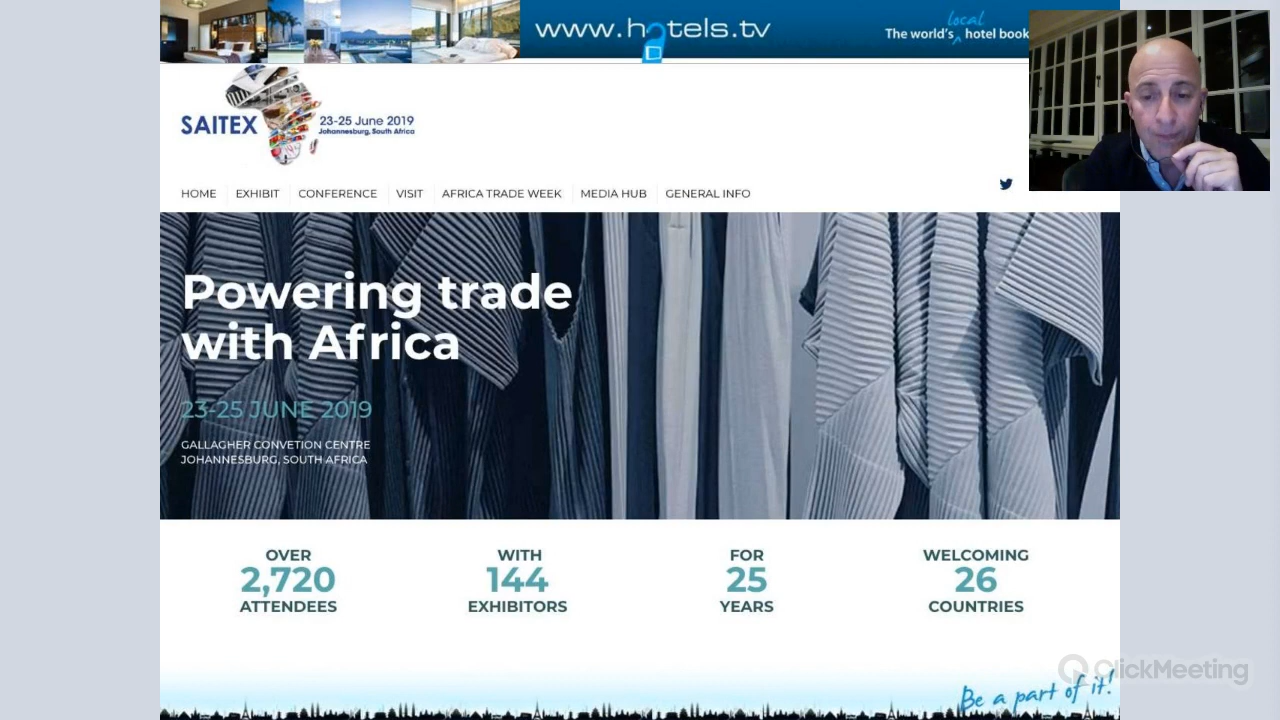 www.hotels.tv
local
The world's hotel book
SAITEX
23-25 June 2019
Johannesburg, South Africa
HOME EXHIBIT CONFERENCE VISIT AFRICA TRADE WEEK MEDIA HUB GENERAL INFO
Powering trade
with Africa
23-25 JUNE 2019
GALLAGHER CONVETION CENTRE
JOHANNESBURG, SOUTH AFRICA
OVER
2,720
ATTENDEES
WITH
144
EXHIBITORS
FOR
25
YEARS
WELCOMING
26
COUNTRIES
ClickMeeting
Be a part of it!